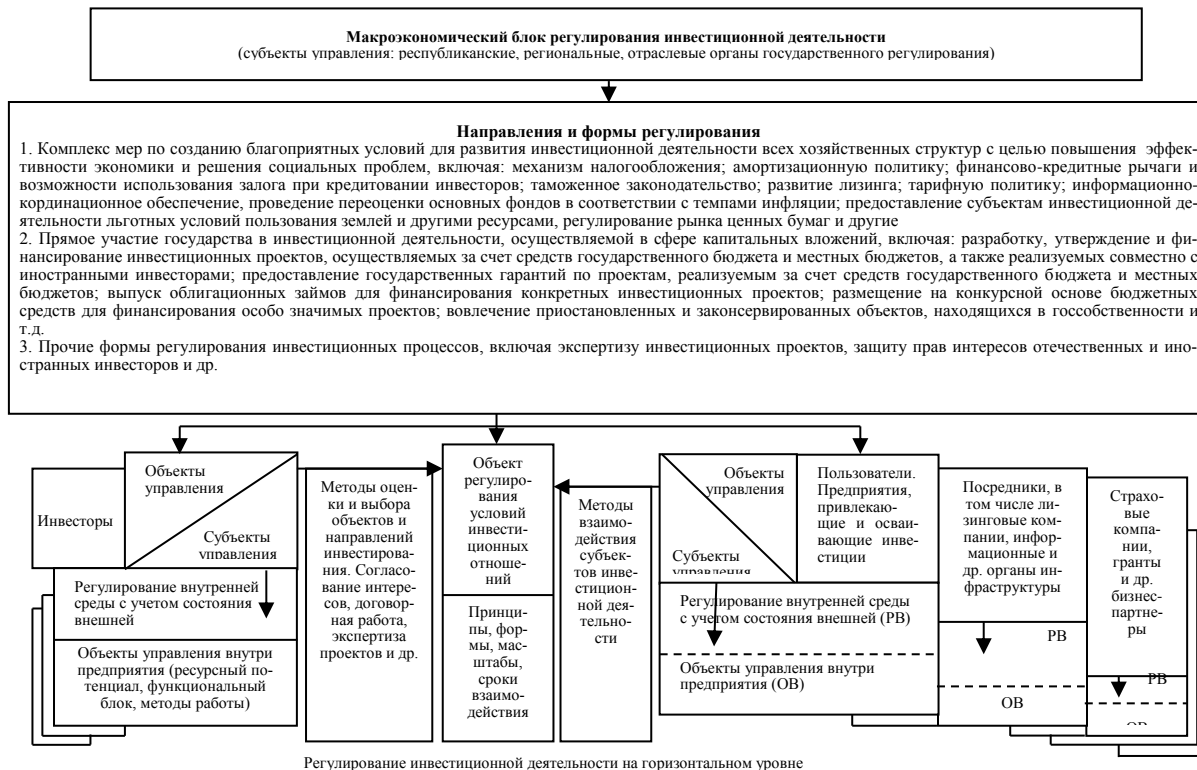 Макроэкономический блок регулирования инвестиционной деятельности
(субъекты управления: республиканские, региональные, отраслевые органы государственного регулирования)
Направления и формы регулирования
1. Комплекс мер по созданию благоприятных условий для развития инвестиционной деятельности всех хозяйственных структур с целью повышения эффек-
тивности экономики и решения социальных проблем, включая: механизм налогообложения; амортизационную политику; финансово-кредитные рычаги и
возможности использования залога при кредитовании инвесторов; таможенное законодательство; развитие лизинга; тарифную политику; информационно-
кординационное обеспечение, проведение переоценки основных фондов в соответствии с темпами инфляции; предоставление субъектам инвестиционной де-
ятельности льготных условий пользования землей и другими ресурсами, регулирование рынка ценных бумаг и другие
2. Прямое участие государства в инвестиционной деятельности, осуществляемой в сфере капитальных вложений, включая: разработку, утверждение и фи-
нансирование инвестиционных проектов, осуществляемых за счет средств государственного бюджета и местных бюджетов, а также реализуемых совместно с
иностранными инвесторами; предоставление государственных гарантий по проектам, реализуемым за счет средств государственного бюджета и местных
бюджетов; выпуск облигационных займов для финансирования конкретных инвестиционных проектов; размещение на конкурсной основе бюджетных
средств для финансирования особо значимых проектов; вовлечение приостановленных и законсервированных объектов, находящихся в госсобственности и
т.д.
3. Прочие формы регулирования инвестиционных процессов, включая экспертизу инвестиционных проектов, защиту прав интересов отечественных и ино-
странных инвесторов и др.
Инвесторы
Объекты
управления
Субъекты
управления
Регулирование внутренней
среды с учетом состояния
внешней
Объекты управления внутри
предприятия (ресурсный по-
тенциал, функциональный
блок, методы работы)
Методы оцен-
ки и выбора
объектов и
направлений
инвестирова-
ния. Согласо-
вание интере-
сов, договор-
ная работа,
экспертиза
проектов и др.
Объект
регулиро-
вания
условий
инвести-
ционных
отноше-
ний
Принци-
пы, фор-
мы, мас-
штабы,
сроки
взаимо-
действия
Методы
взаимо-
действия
субъек-
тов инве-
стицион-
ной дея-
тельно-
сти
Объекты
управления
Субъекты
управления
Пользователи.
Предприятия,
привлекаю-
щие и осваи-
вающие инве-
стиции
Регулирование внутренней среды
с учетом состояния внешней (РВ)
Объекты управления внутри
предприятия (ОВ)
Посредники, в
том числе ли-
зинговые ком-
пании, инфор-
мационные и
др. органы ин-
фраструктуры
РВ
ОВ
Страхо-
вые
компа-
нии,
гранты
и др.
бизнес-
партне-
ры
РВ
ОВ
Регулирование инвестиционной деятельности на горизонтальном уровне